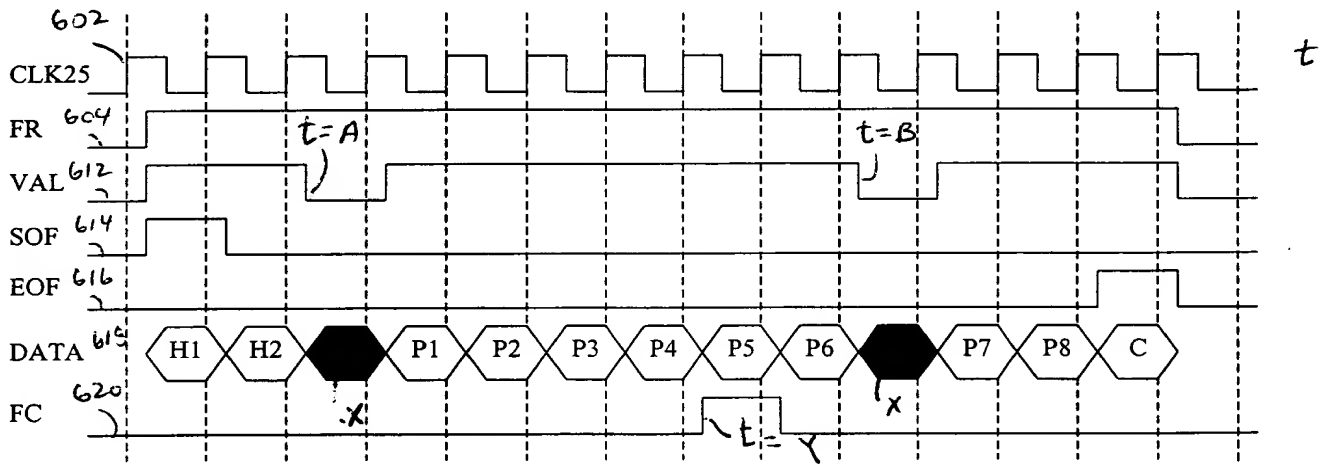 602
CLK25
t
FR 604
t=A
t=B
VAL 612
SOF 614
EOF 616
DATA H1 H2 P1 P2 P3 P4 P5 P6 P7 P8 C
620
FC
X
X
t=Y